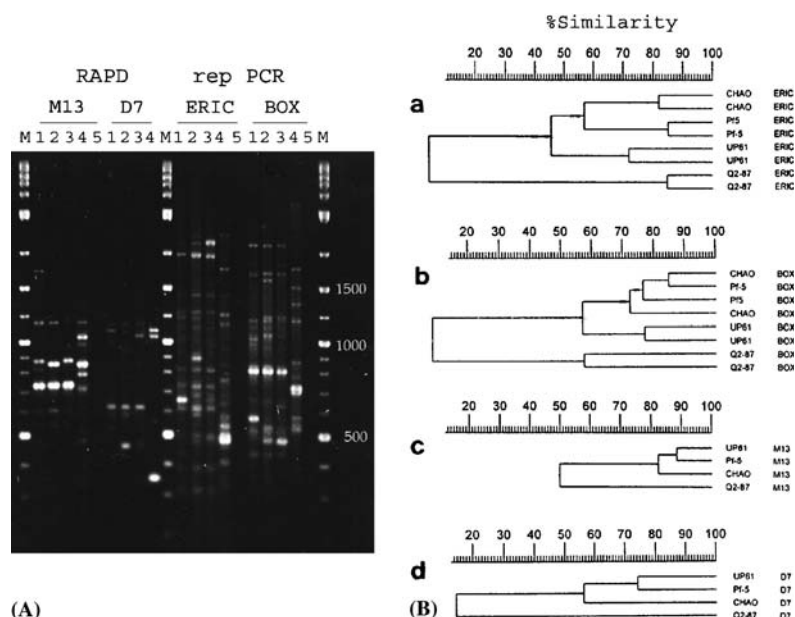 %Similarity
RAPD rep PCR
M13 D7 ERIC BOX
M 1 2 3 4 5 1 2 3 4 M 1 2 3 4 5 1 2 3 4 5 M
1500
1000
500
(A)
20 30 40 50 60 70 80 90 100
a
CHAO ERIC
CHAO ERIC
Pf5 ERIC
Pf-5 ERIC
UP61 ERIC
UP61 ERIC
Q2-87 ERIC
Q2-87 ERIC
20 30 40 50 60 70 80 90 100
b
CHAO BOX
Pf-5 BOX
Pf5 BOX
CHAO BOX
UP61 BOX
UP61 BOX
Q2-87 BOX
Q2-87 BOX
20 30 40 50 60 70 80 90 100
c
UP61 M13
Pf-5 M13
CHAO M13
Q2-87 M13
20 40 60 80 100
d
UP61 D7
Pf-5 D7
CHAO D7
Q2-87 D7
(B)